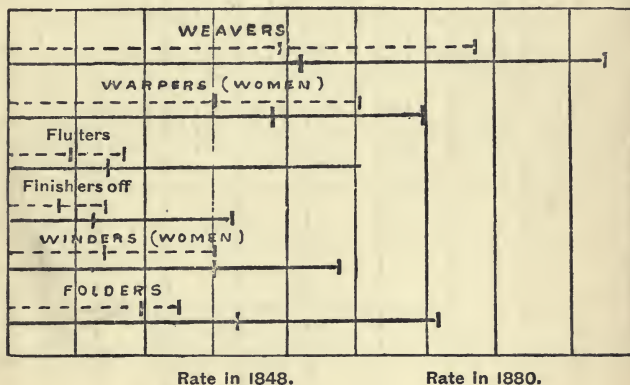 WEAVERS
WARPERS (WOMEN)
Flutters
Finishers off
WINDERS (WOMEN)
FOLDERS
Rate in 1848. Rate in 1880.